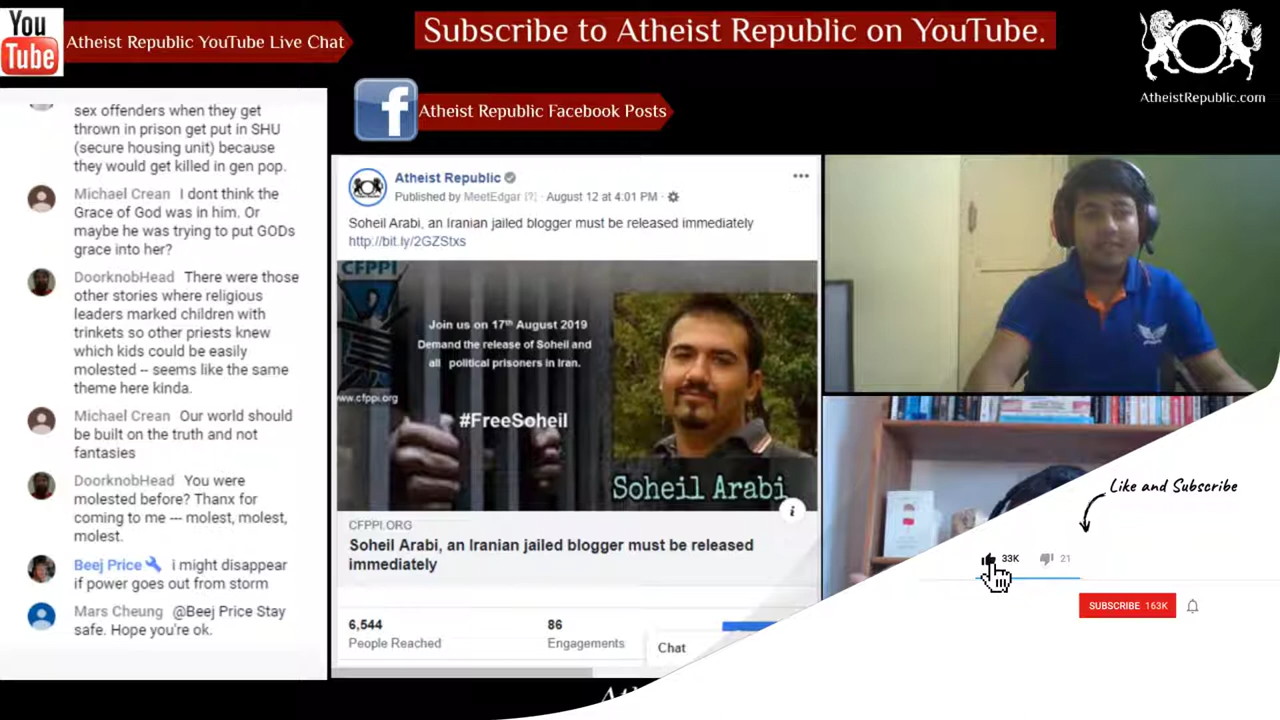 You
Tube
Atheist Republic YouTube Live Chat
Subscribe to Atheist Republic on YouTube.
AtheistRepublic.com
Atheist Republic Facebook Posts
sex offenders when they get
thrown in prison get put in SHU
(secure housing unit) because
they would get killed in gen pop.
Michael Crean I dont think the
Grace of God was in him. Or
maybe he was trying to put GODs
grace into her?
DoorknobHead There were those
other stories where religious
leaders marked children with
trinkets so other priests knew
which kids could be easily
molested -- seems like the same
theme here kinda.
Michael Crean Our world should
be built on the truth and not
fantasies
DoorknobHead You were
molested before? Thanx for
coming to me --- molest, molest,
molest.
Beej Price i might disappear
if power goes out from storm
Mars Cheung @Beej Price Stay
safe. Hope you're ok.
Atheist Republic
Published by MeetEdgar [?] · August 12 at 4:01 PM ·
Soheil Arabi, an Iranian jailed blogger must be released immediately
http://bit.ly/2GZStxs
CFPPI
Join us on 17th August 2019
Demand the release of Soheil and
all political prisoners in Iran.
www.cfppi.org
#FreeSoheil
Soheil Arabi
CFPPI.ORG
Soheil Arabi, an Iranian jailed blogger must be released
immediately
6,544
People Reached
86
Engagements
Chat
Like and Subscribe
33K
21
SUBSCRIBE 163K